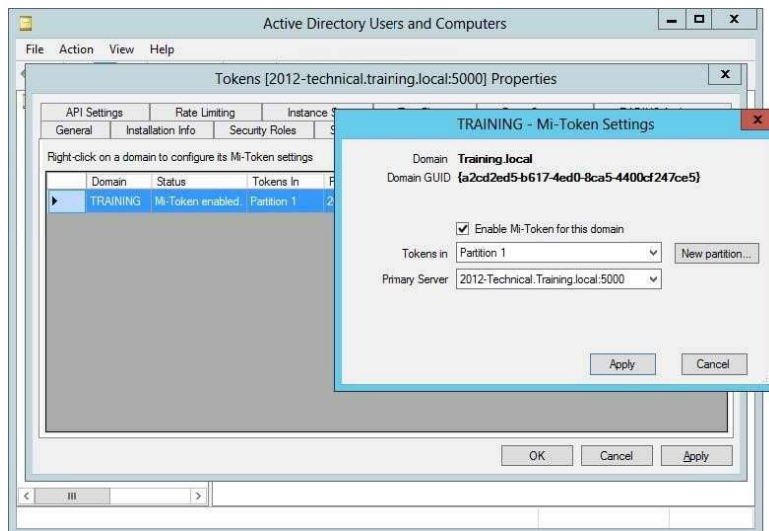 Active Directory Users and Computers
File Action View Help
Tokens [2012-technical.training.local:5000] Properties
API Settings Rate Limiting Instance
General Installation Info Security Roles
Right-click on a domain to configure its Mi-Token settings
Domain Status Tokens In
TRAINING Mi-Token enabled. Partition 1
TRAINING - Mi-Token Settings
Domain Training.local
Domain GUID {a2cd2ed5-b617-4ed0-8ca5-4400cf247ce5}
Enable Mi-Token for this domain
Tokens in Partition 1 New partition...
Primary Server 2012-Technical.Training.local:5000
Apply Cancel
OK Cancel Apply